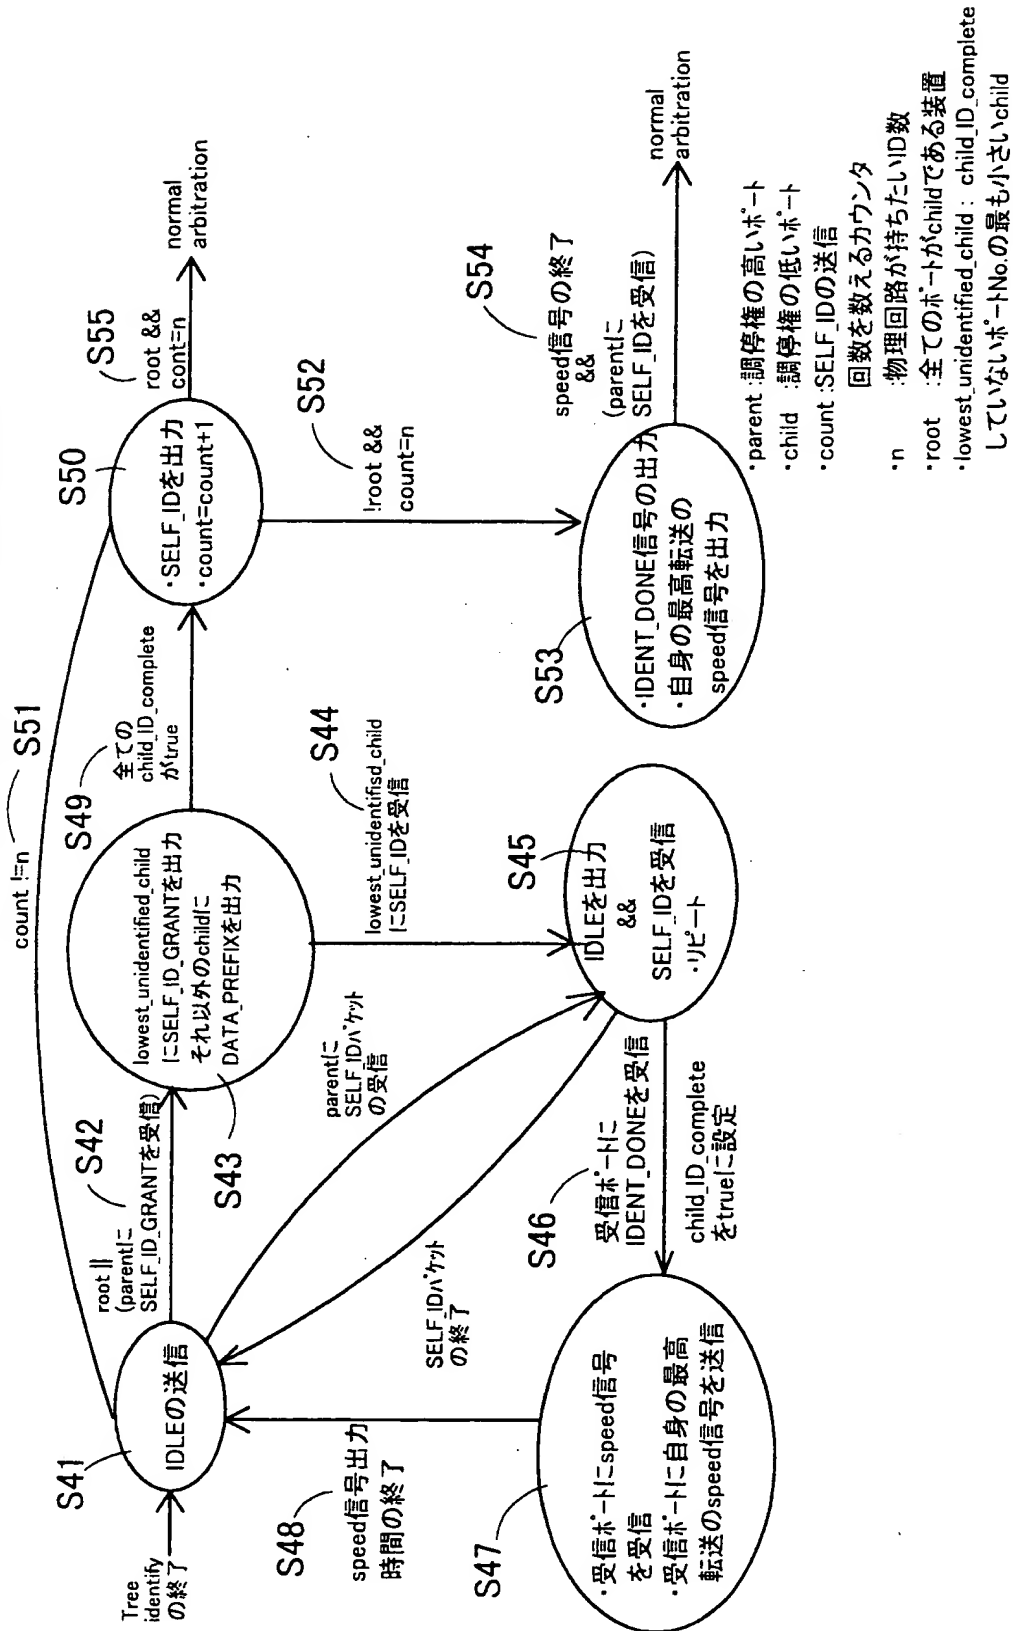 Tree
identify
の終了
S41
IDLEの送信
S42
root ||
(parentに
SELF_ID_GRANTを受信)
S43
lowest_unidentified_child
にSELF_ID_GRANTを出力
それ以外のchildに
DATA_PREFIXを出力
S49
全ての
child_ID_complete
がtrue
S50
・SELF_IDを出力
・count=count+1
count !=n
S51
S55
root &&
cont=n
normal
arbitration
S52
!root &&
count=n
S44
lowest_unidentifisd_child
にSELF_IDを受信
parentに
SELF_IDパケット
の受信
SELF_IDパケット
の終了
S45
IDLEを出力
&&
SELF_IDを受信
・リピート
S46
受信ポートに
IDENT_DONEを受信
child_ID_complete
をtrueに設定
S47
・受信ポートにspeed信号
を受信
・受信ポートに自身の最高
転送のspeed信号を送信
S48
speed信号出力
時間の終了
S53
・IDENT_DONE信号の出力
・自身の最高転送の
speed信号を出力
S54
speed信号の終了
&&
(parentに
SELF_IDを受信)
normal
arbitration
・parent :調停権の高いポート
・child :調停権の低いポート
・count :SELF_IDの送信
回数を数えるカウンタ
・n :物理回路が持ちたいID数
・root :全てのポートがchildである装置
・lowest_unidentified_child : child_ID_complete
していないポートNo.の最も小さいchild